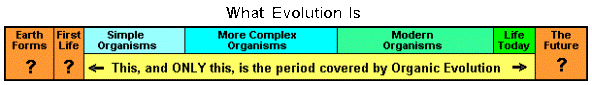 What Evolution Is
Earth Forms
First Life
Simple Organisms
More Complex Organisms
Modern Organisms
Life Today
The Future
?
?
← This, and ONLY this, is the period covered by Organic Evolution →
?